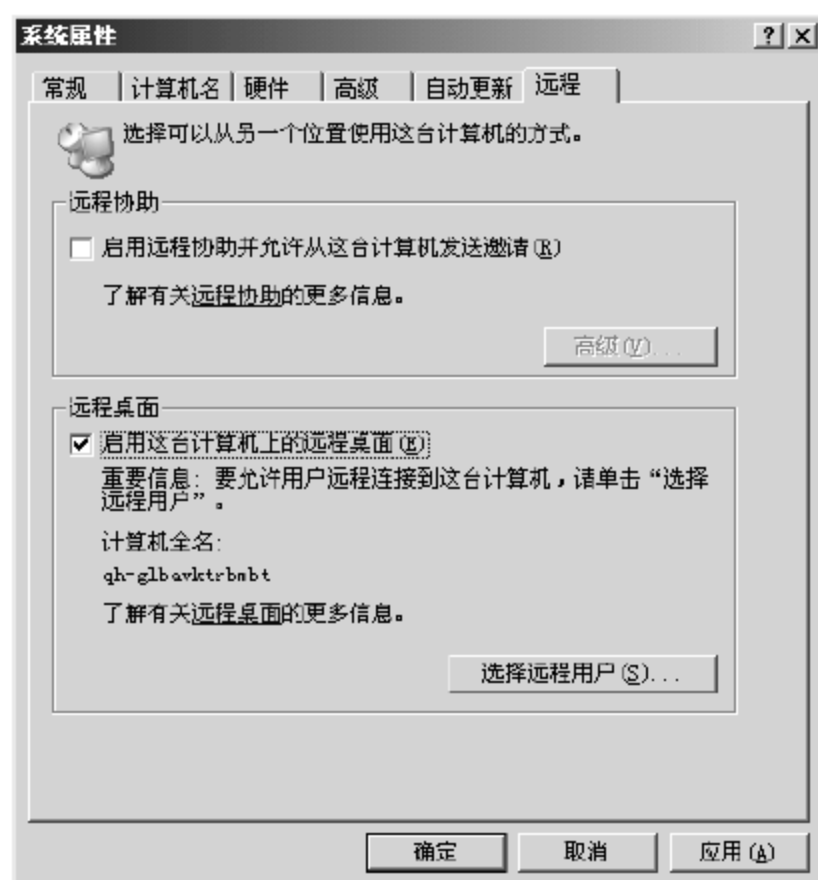 系统属性
常规 计算机名 硬件 高级 自动更新 远程
选择可以从另一个位置使用这台计算机的方式。
远程协助
启用远程协助并允许从这台计算机发送邀请(R)
了解有关远程协助的更多信息。
高级(V)...
远程桌面
启用这台计算机上的远程桌面(E)
重要信息: 要允许用户远程连接到这台计算机，请单击“选择
远程用户”。
计算机全名:
qh-glbavktrbmbt
了解有关远程桌面的更多信息。
选择远程用户(S)...
确定 取消 应用(A)